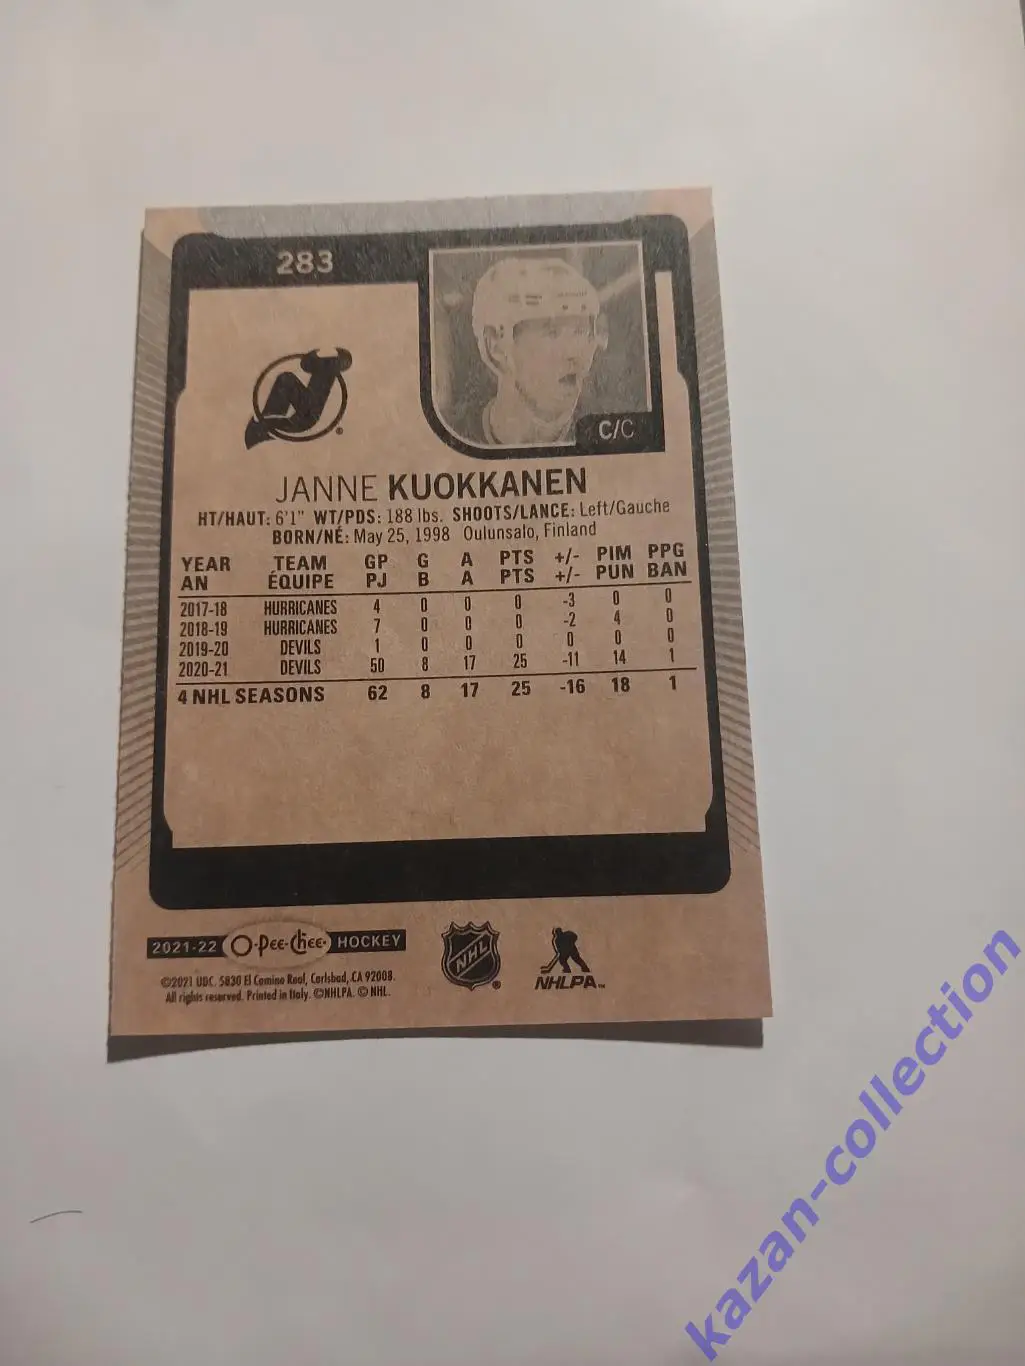 283
C/C
JANNE KUOKKANEN
HT/HAUT: 6'1" WT/PDS: 188 lbs. SHOOTS/LANCE: Left/Gauche
BORN/NÉ: May 25, 1998 Oulunsalo, Finland
YEAR TEAM GP G A PTS +/- PIM PPG
AN ÉQUIPE PJ B A PTS +/- PUN BAN
2017-18 HURRICANES 4 0 0 0 -3 0 0
2018-19 HURRICANES 7 0 0 0 -2 4 0
2019-20 DEVILS 1 0 0 0 0 0 0
2020-21 DEVILS 50 8 17 25 -11 14 1
4 NHL SEASONS 62 8 17 25 -16 18 1
2021-22 O-Pee-Chee HOCKEY
NHL ®
NHLPA™
©2021 UDC. 5830 El Camino Real, Carlsbad, CA 92008.
All rights reserved. Printed in Italy. ©NHLPA. © NHL.
kazan-collection